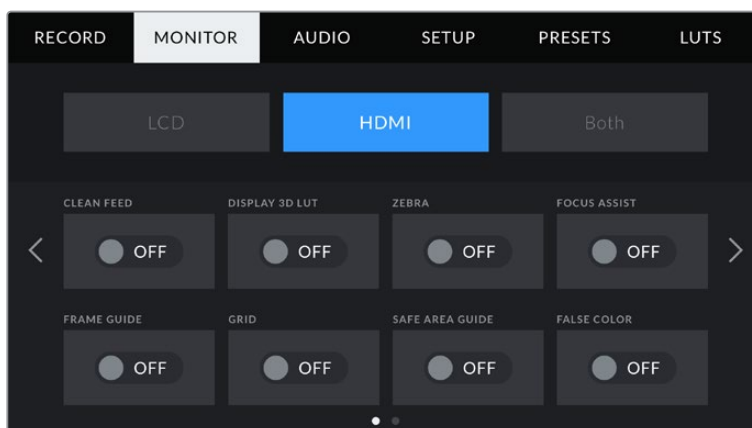 RECORD MONITOR AUDIO SETUP PRESETS LUTS
LCD HDMI Both
CLEAN FEED DISPLAY 3D LUT ZEBRA FOCUS ASSIST
OFF OFF OFF OFF
FRAME GUIDE GRID SAFE AREA GUIDE FALSE COLOR
OFF OFF OFF OFF